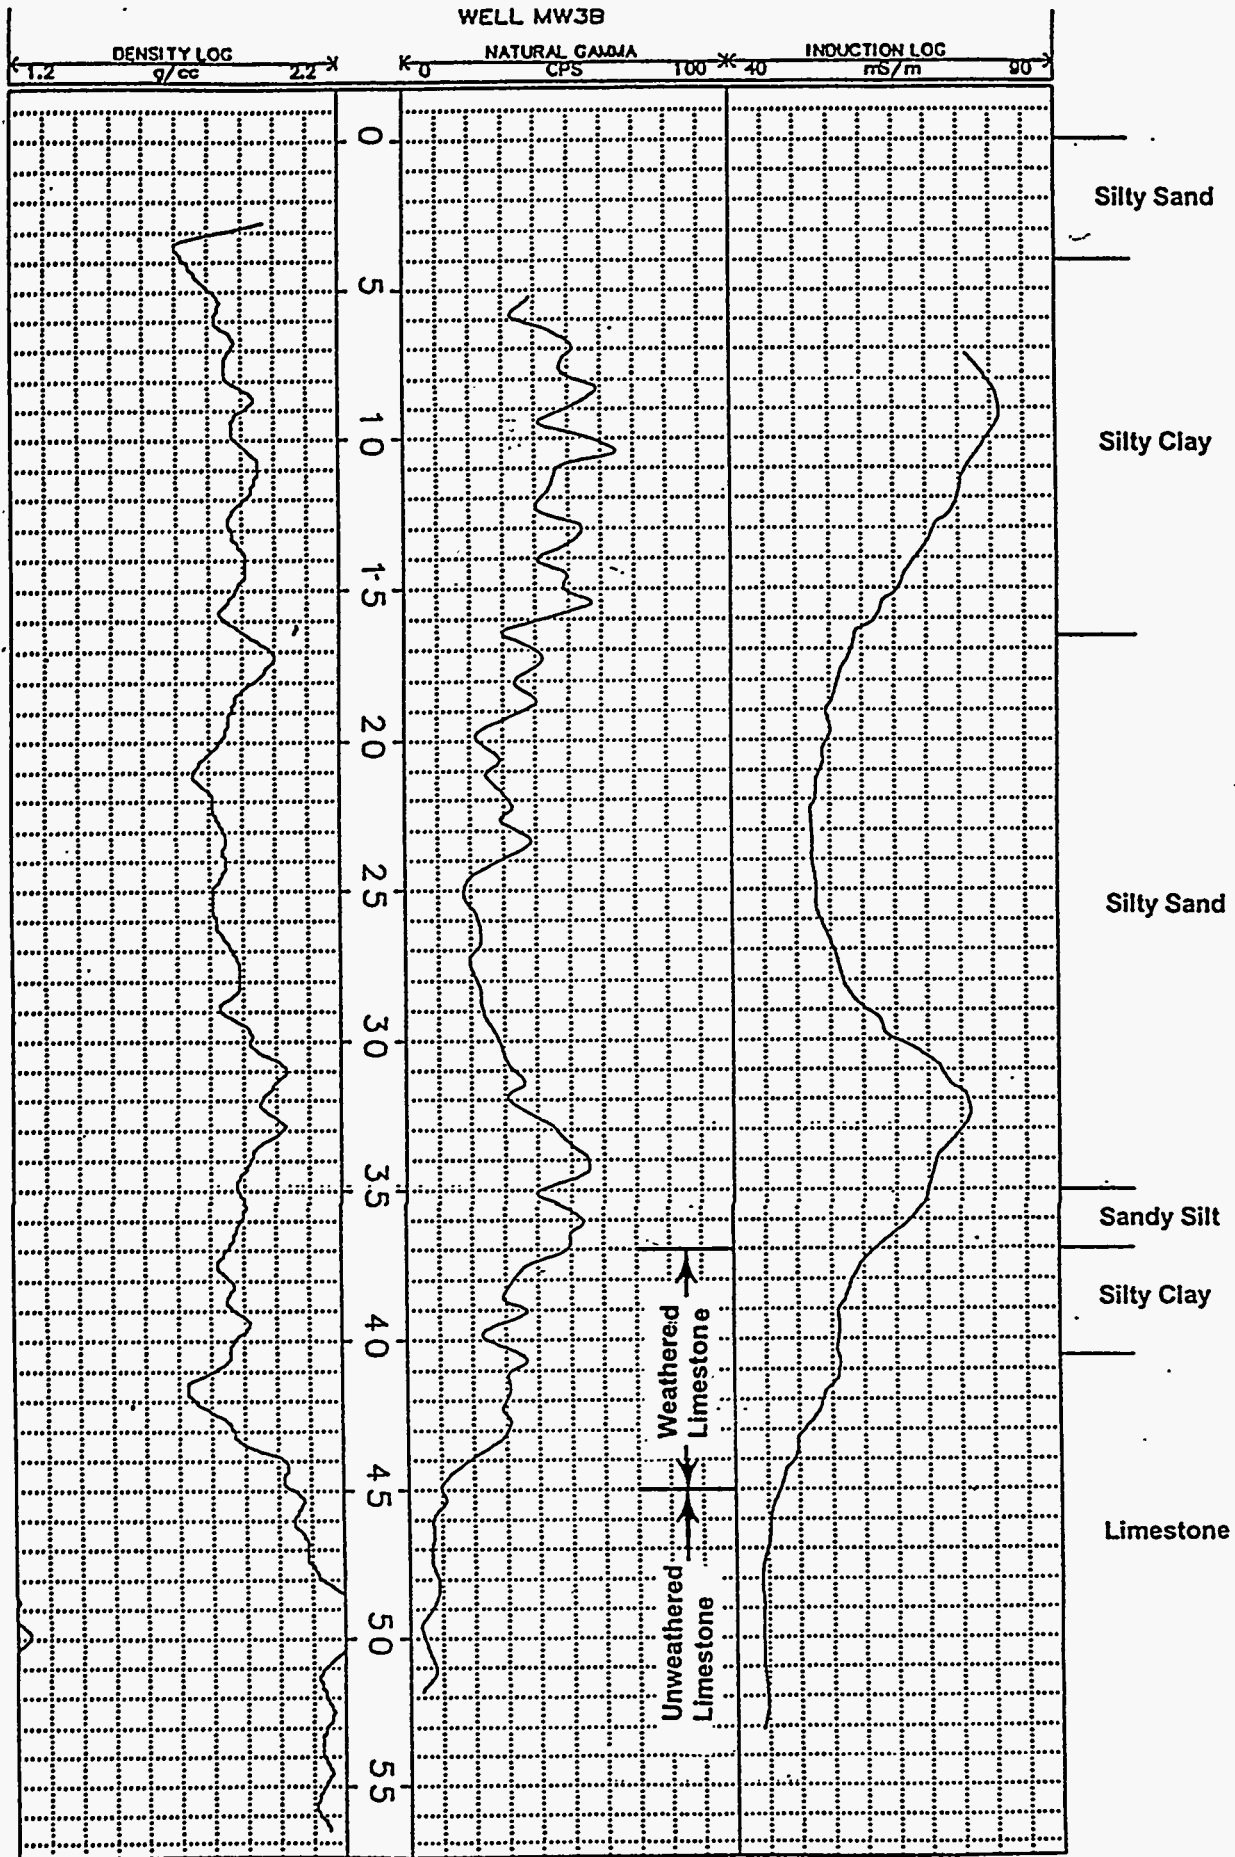 WELL MW3B
DENSITY LOG
1.2 g/cc 2.2
NATURAL GAMMA
0 CPS 100
INDUCTION LOG
40 mS/m 90
0
5
10
15
20
25
30
35
40
45
50
55
Silty Sand
Silty Clay
Silty Sand
Sandy Silt
Silty Clay
Limestone
Weathered
Limestone
Unweathered
Limestone